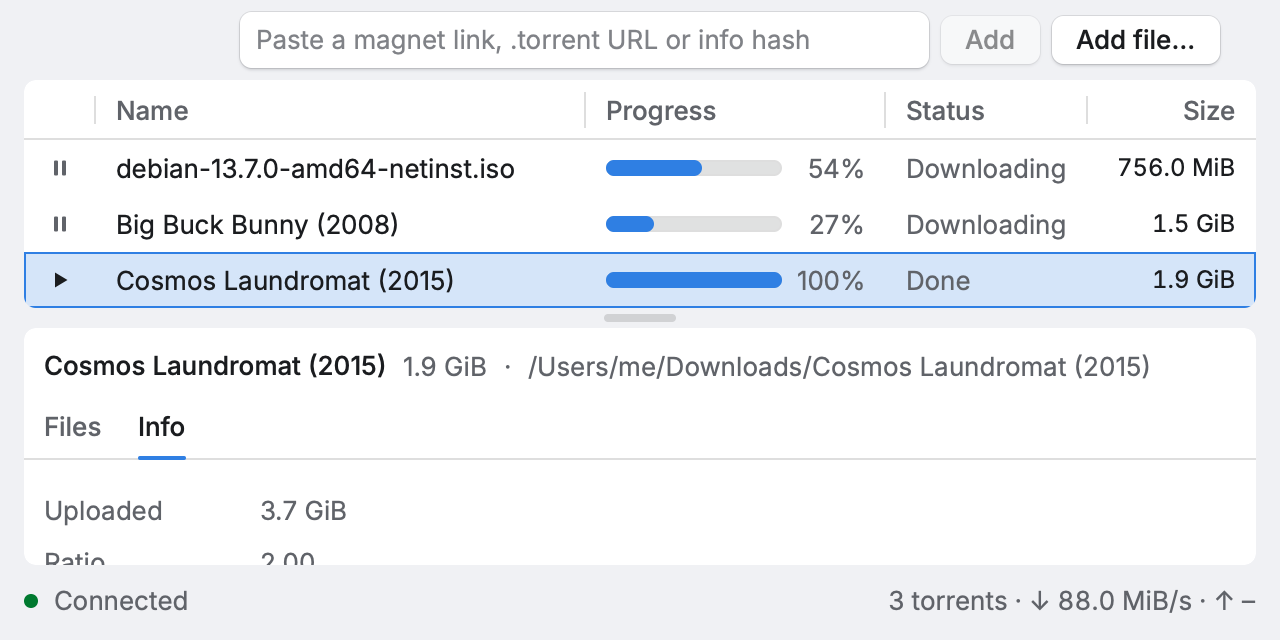 Paste a magnet link, .torrent URL or info hash Add Add file...
Name Progress Status Size
debian-13.7.0-amd64-netinst.iso 54% Downloading 756.0 MiB
Big Buck Bunny (2008) 27% Downloading 1.5 GiB
Cosmos Laundromat (2015) 100% Done 1.9 GiB
Cosmos Laundromat (2015) 1.9 GiB · /Users/me/Downloads/Cosmos Laundromat (2015)
Files Info
Uploaded 3.7 GiB
Ratio 2.00
Connected 3 torrents · ↓ 88.0 MiB/s · ↑ –